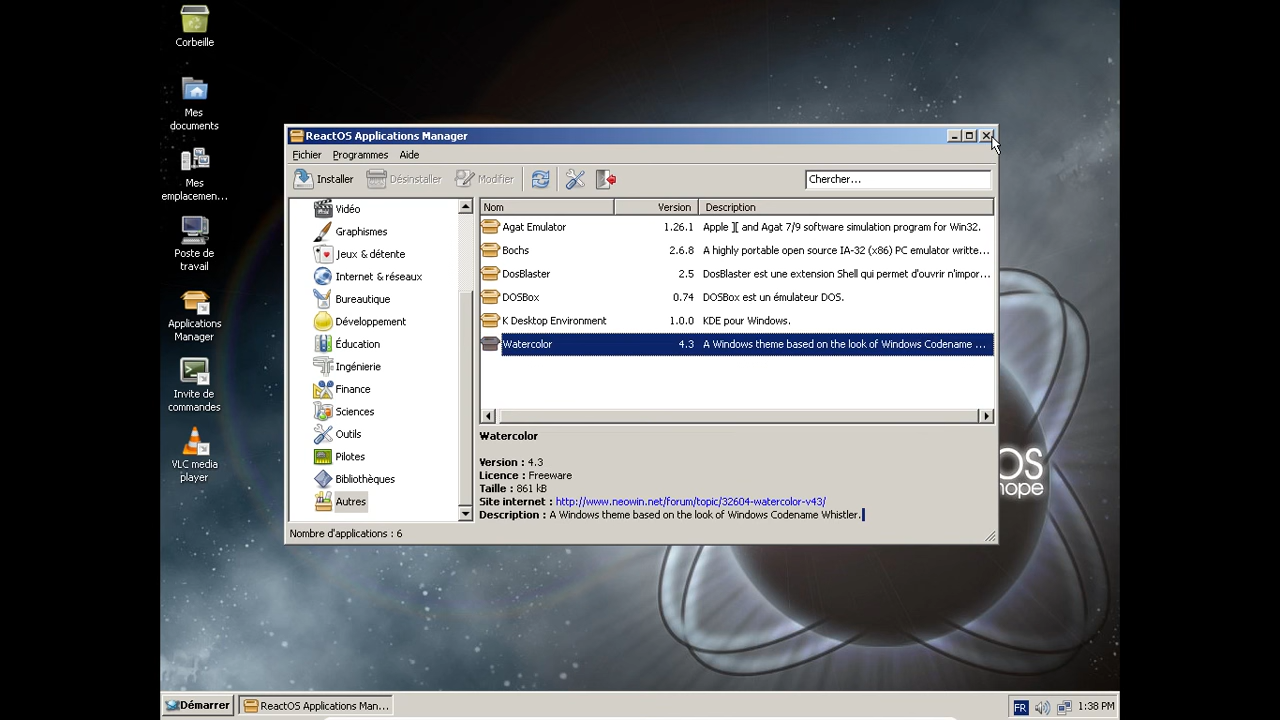 Corbeille
Mes
documents
Mes
emplacemen...
Poste de
travail
Applications
Manager
Invite de
commandes
VLC media
player
ReactOS Applications Manager
Fichier Programmes Aide
Installer Désinstaller Modifier Chercher...
Vidéo
Graphismes
Jeux & détente
Internet & réseaux
Bureautique
Développement
Éducation
Ingénierie
Finance
Sciences
Outils
Pilotes
Bibliothèques
Autres
Nom Version Description
Agat Emulator 1.26.1 Apple ][ and Agat 7/9 software simulation program for Win32.
Bochs 2.6.8 A highly portable open source IA-32 (x86) PC emulator writte...
DosBlaster 2.5 DosBlaster est une extension Shell qui permet d'ouvrir n'impor...
DOSBox 0.74 DOSBox est un émulateur DOS.
K Desktop Environment 1.0.0 KDE pour Windows.
Watercolor 4.3 A Windows theme based on the look of Windows Codename ...
Watercolor
Version : 4.3
Licence : Freeware
Taille : 861 kB
Site internet : http://www.neowin.net/forum/topic/32604-watercolor-v43/
Description : A Windows theme based on the look of Windows Codename Whistler.
Nombre d'applications : 6
OS
hope
Démarrer ReactOS Applications Man... FR 1:38 PM